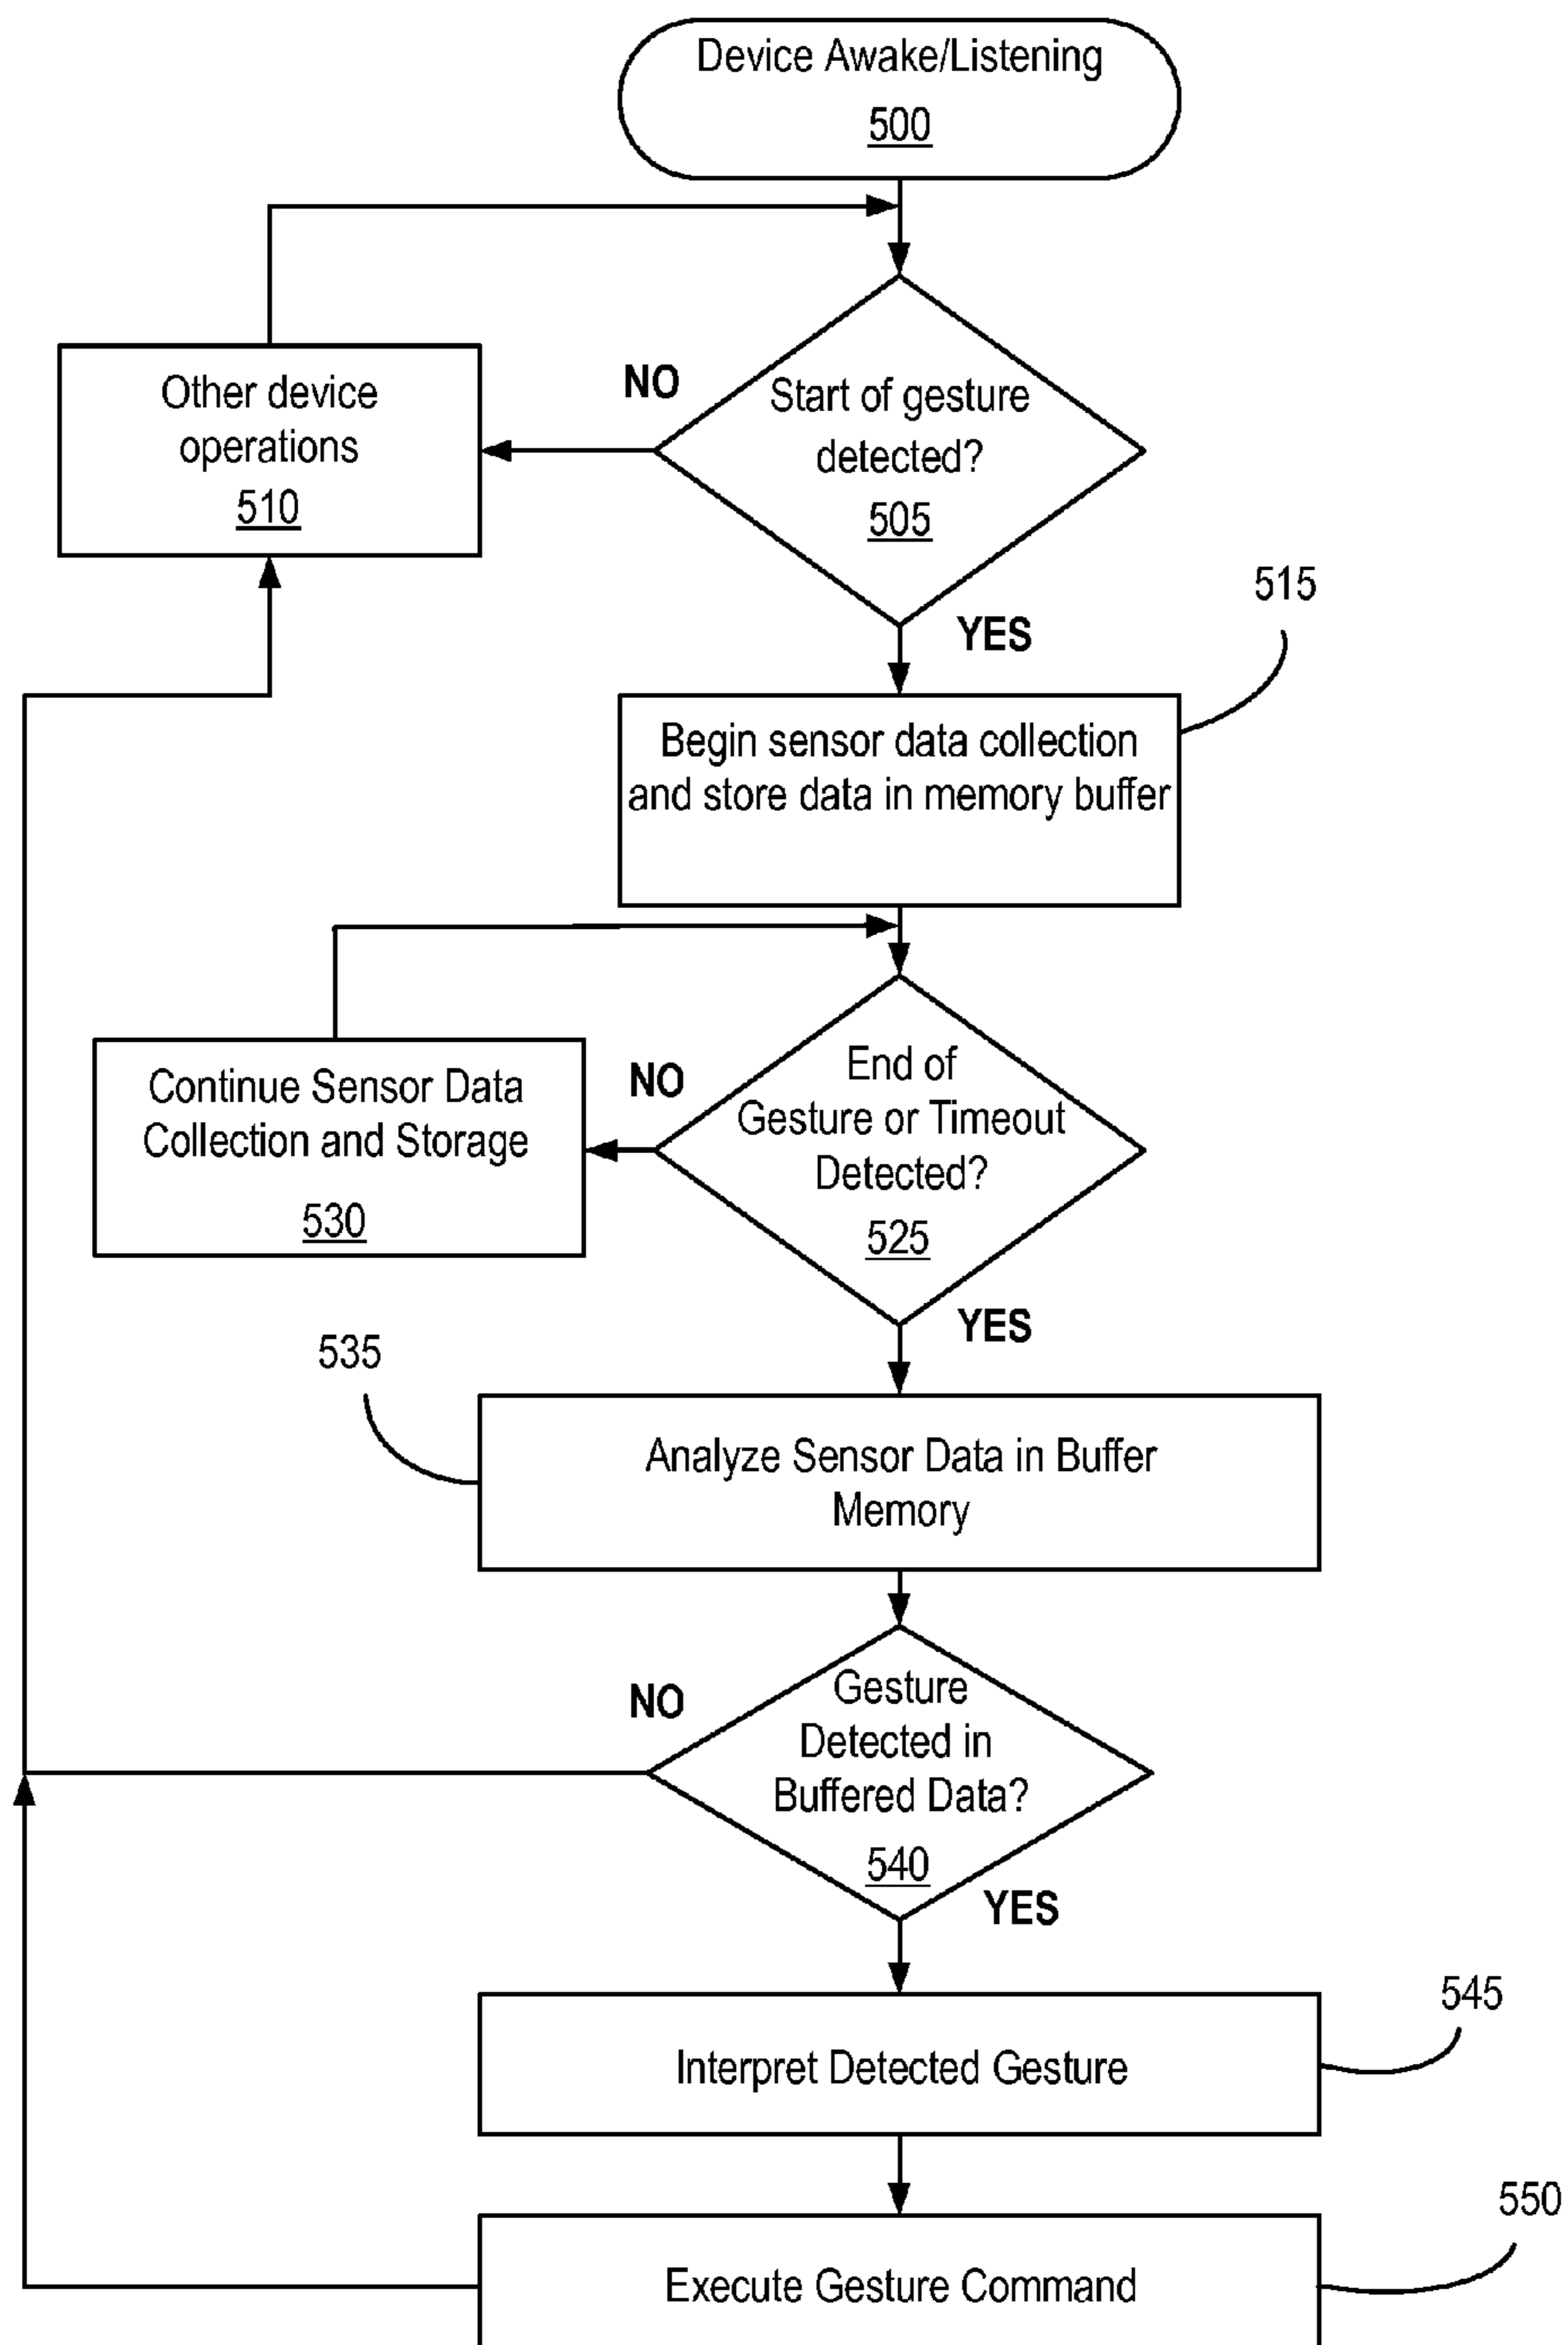 Device Awake/Listening
500
NO
Start of gesture
detected?
505
Other device
operations
510
YES
515
Begin sensor data collection
and store data in memory buffer
NO
End of
Gesture or Timeout
Detected?
525
Continue Sensor Data
Collection and Storage
530
YES
535
Analyze Sensor Data in Buffer
Memory
NO
Gesture
Detected in
Buffered Data?
540
YES
545
Interpret Detected Gesture
550
Execute Gesture Command